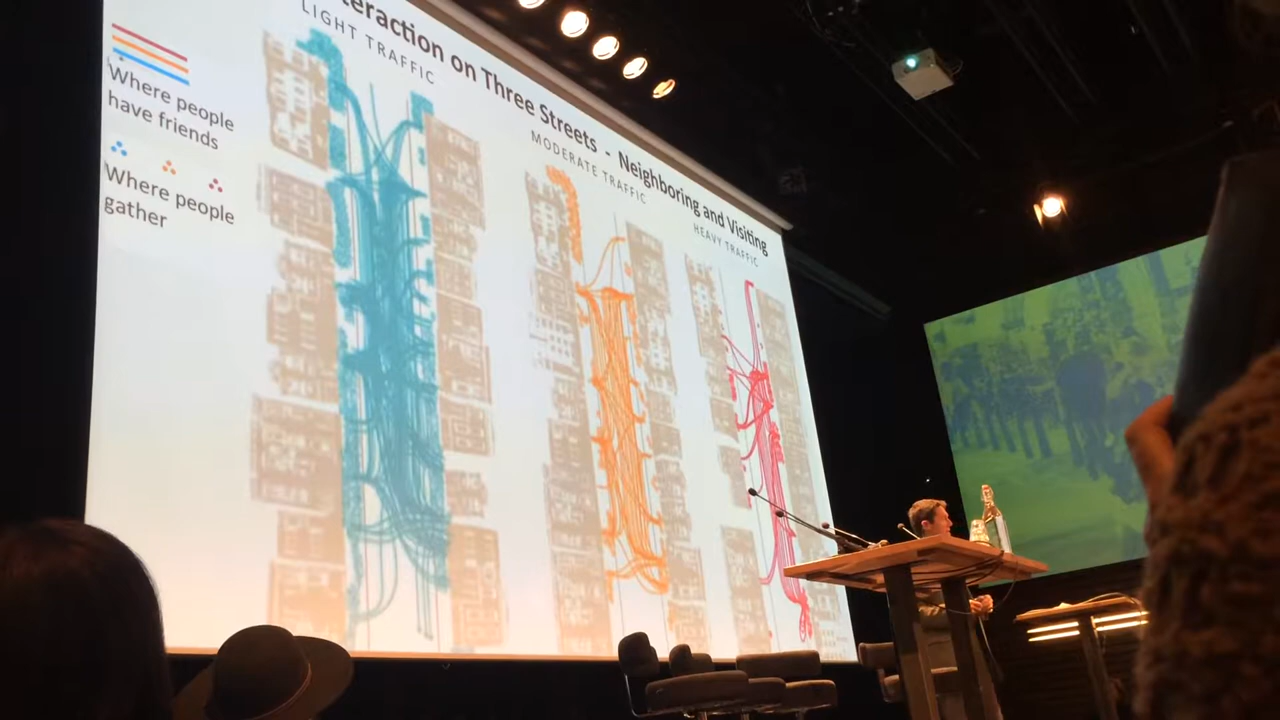 teraction on Three Streets - Neighboring and Visiting
LIGHT TRAFFIC
MODERATE TRAFFIC
HEAVY TRAFFIC
Where people
have friends
Where people
gather